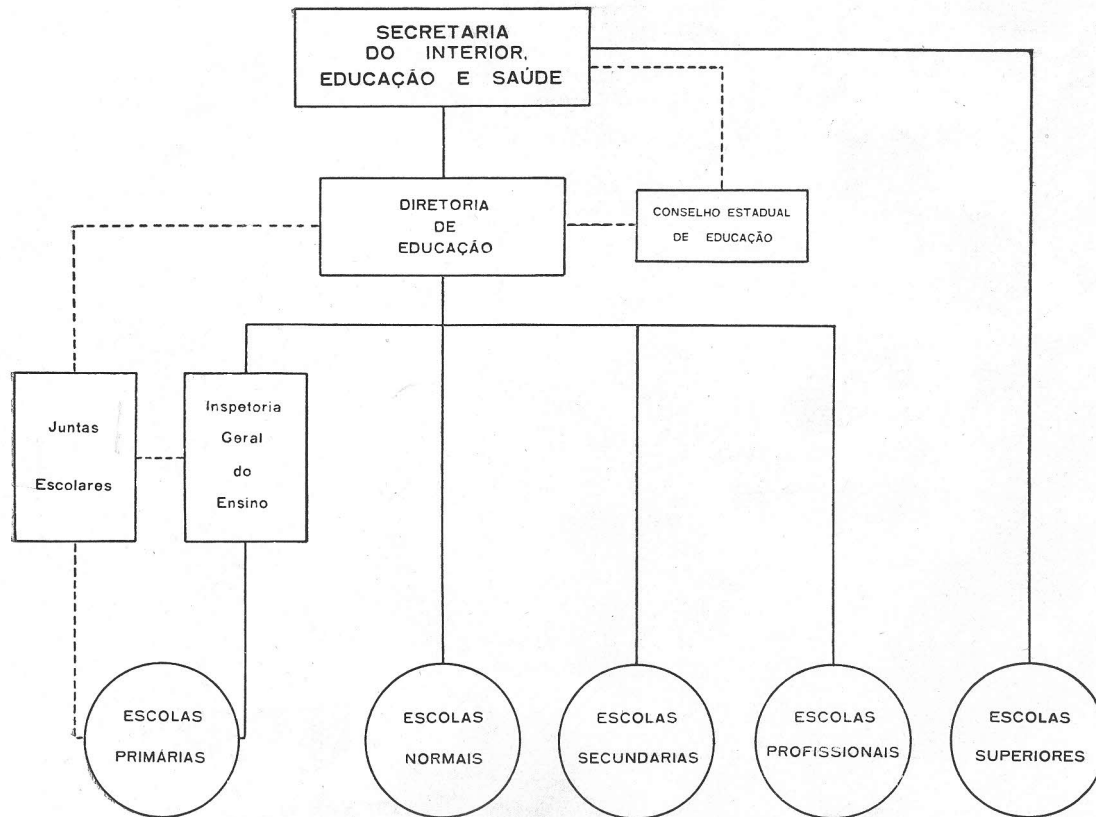 SECRETARIA
DO INTERIOR,
EDUCAÇÃO E SAÚDE
DIRETORIA
DE
EDUCAÇÃO
CONSELHO ESTADUAL
DE EDUCAÇÃO
Juntas
Escolares
Inspetoria
Geral
do
Ensino
ESCOLAS
PRIMÁRIAS
ESCOLAS
NORMAIS
ESCOLAS
SECUNDARIAS
ESCOLAS
PROFISSIONAIS
ESCOLAS
SUPERIORES